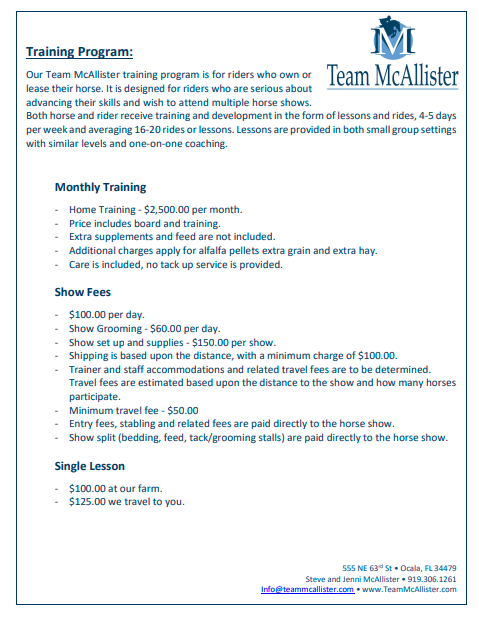 Training Program:
M
Team McAllister
Our Team McAllister training program is for riders who own or
lease their horse. It is designed for riders who are serious about
advancing their skills and wish to attend multiple horse shows.
Both horse and rider receive training and development in the form of lessons and rides, 4-5 days
per week and averaging 16-20 rides or lessons. Lessons are provided in both small group settings
with similar levels and one-on-one coaching.
Monthly Training
- Home Training - $2,500.00 per month.
- Price includes board and training.
- Extra supplements and feed are not included.
- Additional charges apply for alfalfa pellets extra grain and extra hay.
- Care is included, no tack up service is provided.
Show Fees
- $100.00 per day.
- Show Grooming - $60.00 per day.
- Show set up and supplies - $150.00 per show.
- Shipping is based upon the distance, with a minimum charge of $100.00.
- Trainer and staff accommodations and related travel fees are to be determined.
Travel fees are estimated based upon the distance to the show and how many horses
participate.
- Minimum travel fee - $50.00
- Entry fees, stabling and related fees are paid directly to the horse show.
- Show split (bedding, feed, tack/grooming stalls) are paid directly to the horse show.
Single Lesson
- $100.00 at our farm.
- $125.00 we travel to you.
555 NE 63rd St • Ocala, FL 34479
Steve and Jenni McAllister • 919.306.1261
Info@teammcallister.com • www.TeamMcAllister.com